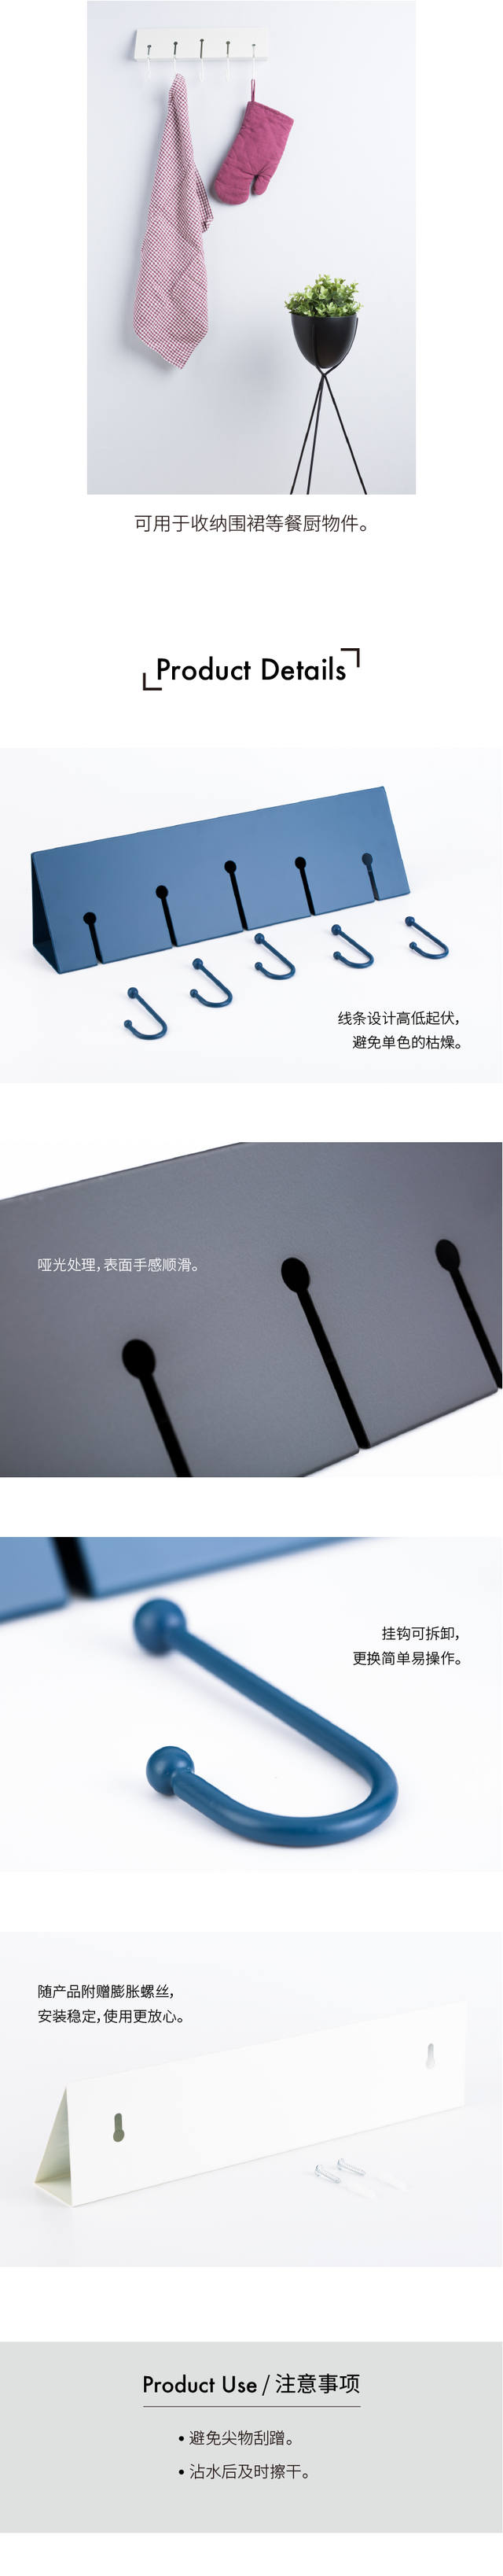 可用于收纳围裙等餐厨物件。
Product Details
线条设计高低起伏，
避免单色的枯燥。
哑光处理，表面手感顺滑。
挂钩可拆卸，
更换简单易操作。
随产品附赠膨胀螺丝，
安装稳定，使用更放心。
Product Use / 注意事项
• 避免尖物刮蹭。
• 沾水后及时擦干。